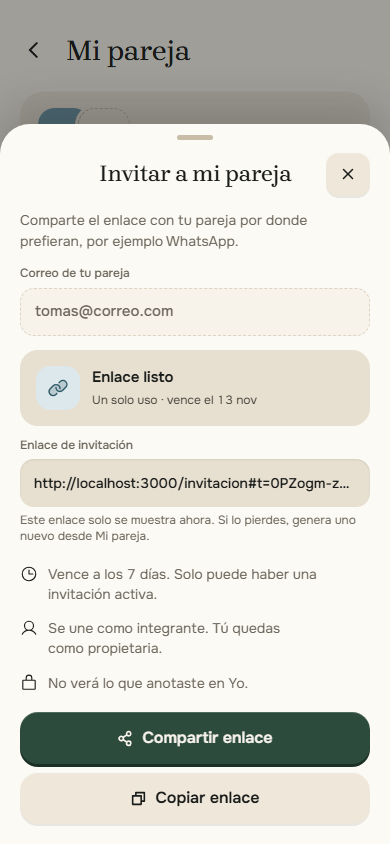 Mi pareja
Invitar a mi pareja
Comparte el enlace con tu pareja por donde
prefieran, por ejemplo WhatsApp.
Correo de tu pareja
tomas@correo.com
Enlace listo
Un solo uso · vence el 13 nov
Enlace de invitación
http://localhost:3000/invitacion#t=0PZogm-z...
Este enlace solo se muestra ahora. Si lo pierdes, genera uno
nuevo desde Mi pareja.
Vence a los 7 días. Solo puede haber una
invitación activa.
Se une como integrante. Tú quedas
como propietaria.
No verá lo que anotaste en Yo.
Compartir enlace
Copiar enlace